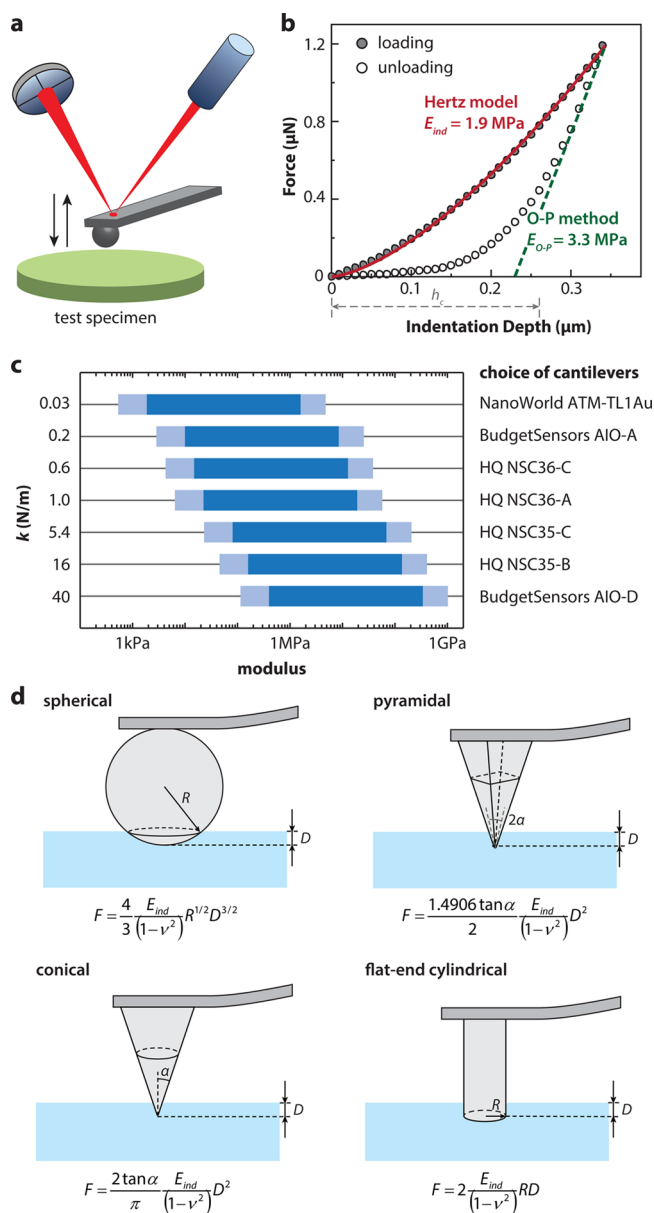 a
test specimen
b
loading
unloading
Hertz model
E_ind = 1.9 MPa
O-P method
E_O-P = 3.3 MPa
Force (μN)
1.2
0.8
0.4
0
0
0.1
0.2
0.3
h_c
Indentation Depth (μm)
c
choice of cantilevers
k (N/m)
0.03 NanoWorld ATM-TL1Au
0.2 BudgetSensors AIO-A
0.6 HQ NSC36-C
1.0 HQ NSC36-A
5.4 HQ NSC35-C
16 HQ NSC35-B
40 BudgetSensors AIO-D
1kPa 1MPa 1GPa
modulus
d
spherical
R
D
F = 4/3 E_ind/(1−ν²) R^1/2 D^3/2
pyramidal
2α
D
F = 1.4906 tan α/2 E_ind/(1−ν²) D²
conical
α
D
F = 2 tan α/π E_ind/(1−ν²) D²
flat-end cylindrical
R
D
F = 2 E_ind/(1−ν²) RD